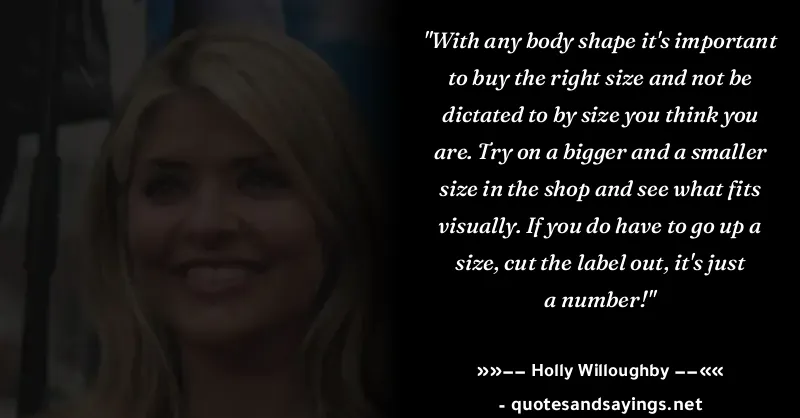 "With any body shape it's important
to buy the right size and not be
dictated to by size you think you
are. Try on a bigger and a smaller
size in the shop and see what fits
visually. If you do have to go up a
size, cut the label out, it's just
a number!"
»»−− Holly Willoughby −−««
- quotesandsayings.net